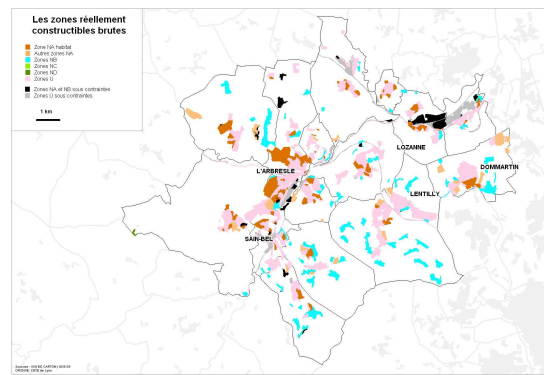 Les zones réellement
constructibles brutes
Zone NA habitat
Autres zones NA
Zones NB
Zones NC
Zones ND
Zones U
Zones NA et NB sous contraintes
Zones U sous contraintes
1 km
LOZANNE
DOMMARTIN
L'ARBRESLE
LENTILLY
SAIN-BEL